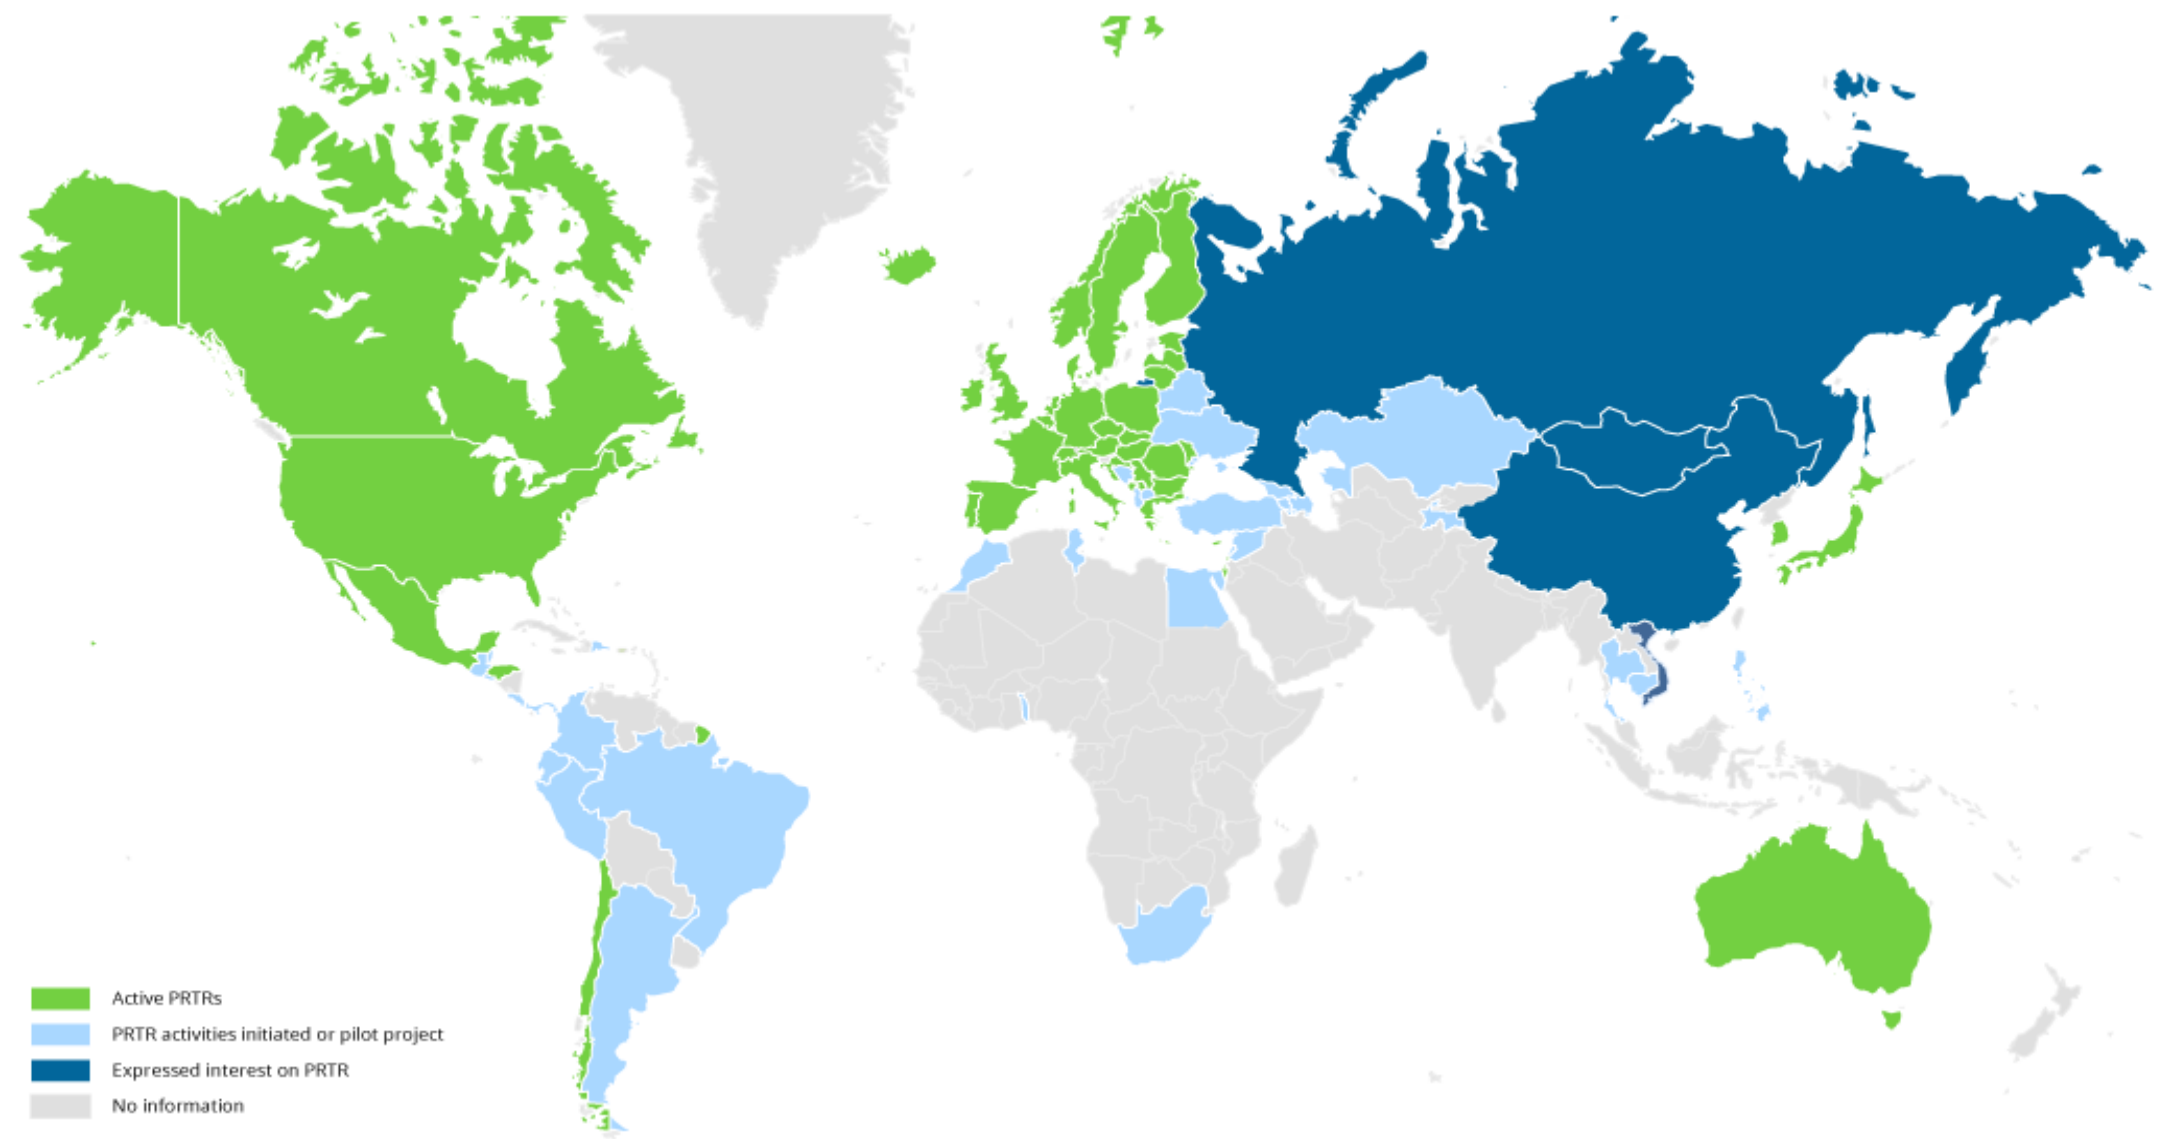 Active PRTRs
PRTR activities initiated or pilot project
Expressed interest on PRTR
No information